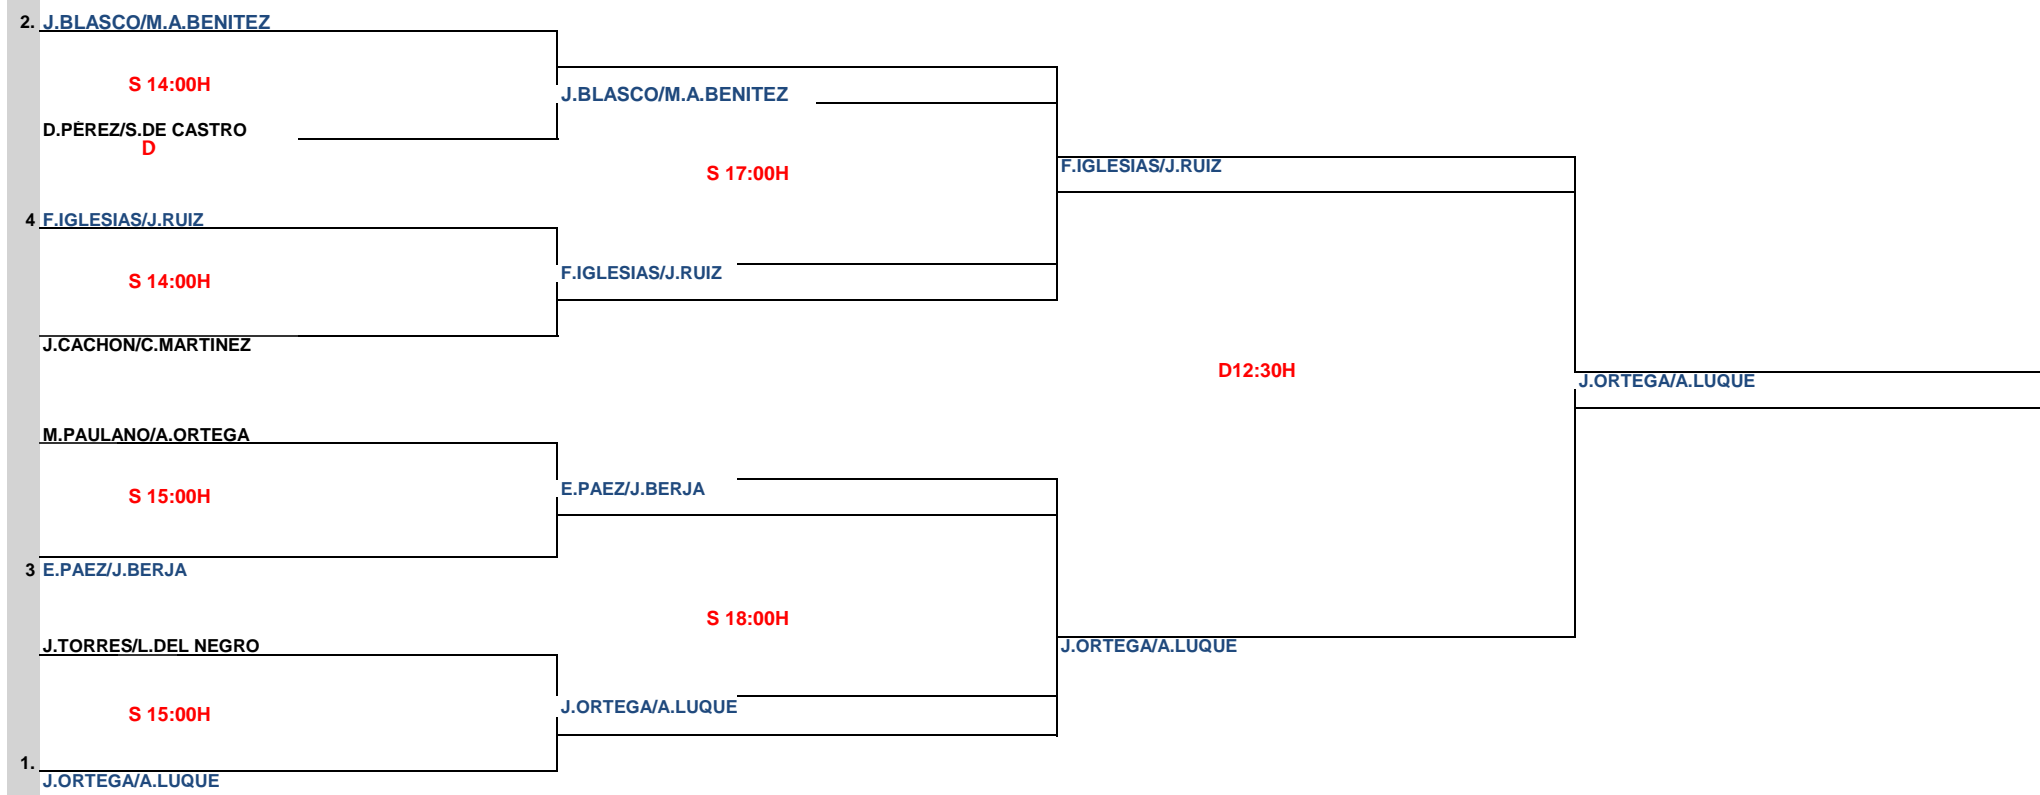 2. J.BLASCO/M.A.BENITEZ
S 14:00H
J.BLASCO/M.A.BENITEZ
D.PÉREZ/S.DE CASTRO
D
S 17:00H
F.IGLESIAS/J.RUIZ
4 F.IGLESIAS/J.RUIZ
S 14:00H
F.IGLESIAS/J.RUIZ
J.CACHON/C.MARTINEZ
D12:30H
J.ORTEGA/A.LUQUE
M.PAULANO/A.ORTEGA
S 15:00H
E.PAEZ/J.BERJA
3 E.PAEZ/J.BERJA
S 18:00H
J.TORRES/L.DEL NEGRO
J.ORTEGA/A.LUQUE
S 15:00H
J.ORTEGA/A.LUQUE
1.
J.ORTEGA/A.LUQUE